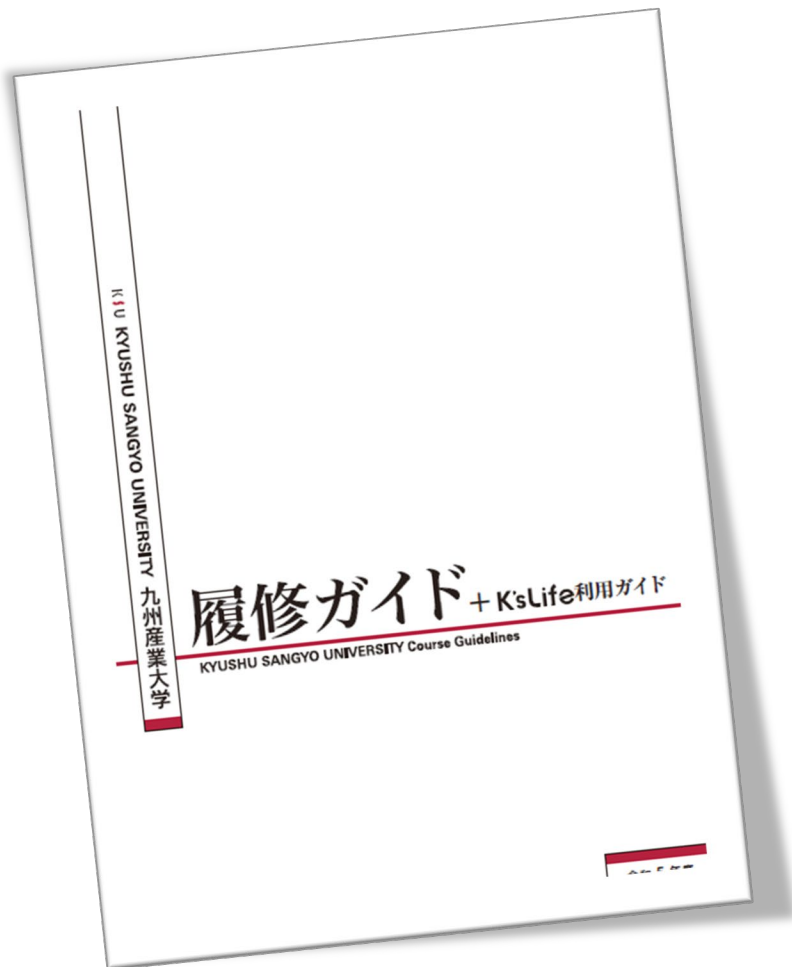 KSU KYUSHU SANGYO UNIVERSITY 九州産業大学
履修ガイド + K'sLife利用ガイド
KYUSHU SANGYO UNIVERSITY Course Guidelines